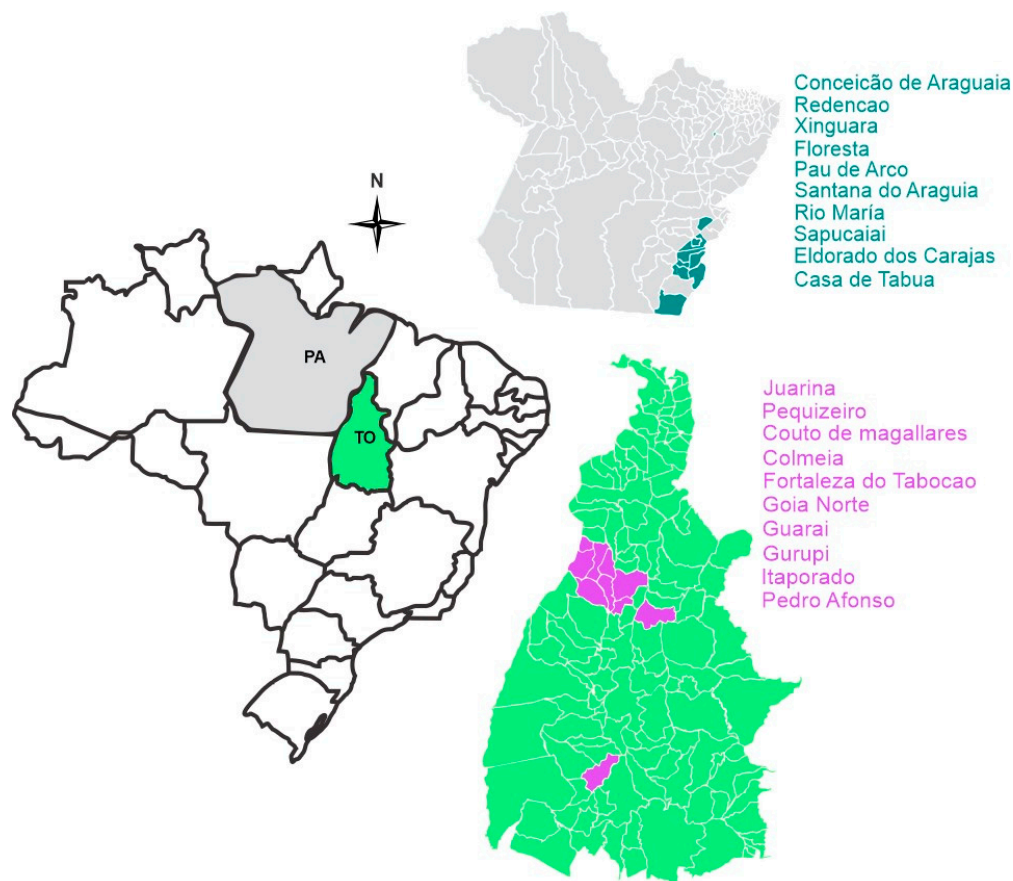 Conceicão de Araguaia
Redencao
Xinguara
Floresta
Pau de Arco
Santana do Araguia
Rio María
Sapucaiai
Eldorado dos Carajas
Casa de Tabua
N
PA
TO
Juarina
Pequizeiro
Couto de magallares
Colmeia
Fortaleza do Tabocao
Goia Norte
Guarai
Gurupi
Itaporado
Pedro Afonso